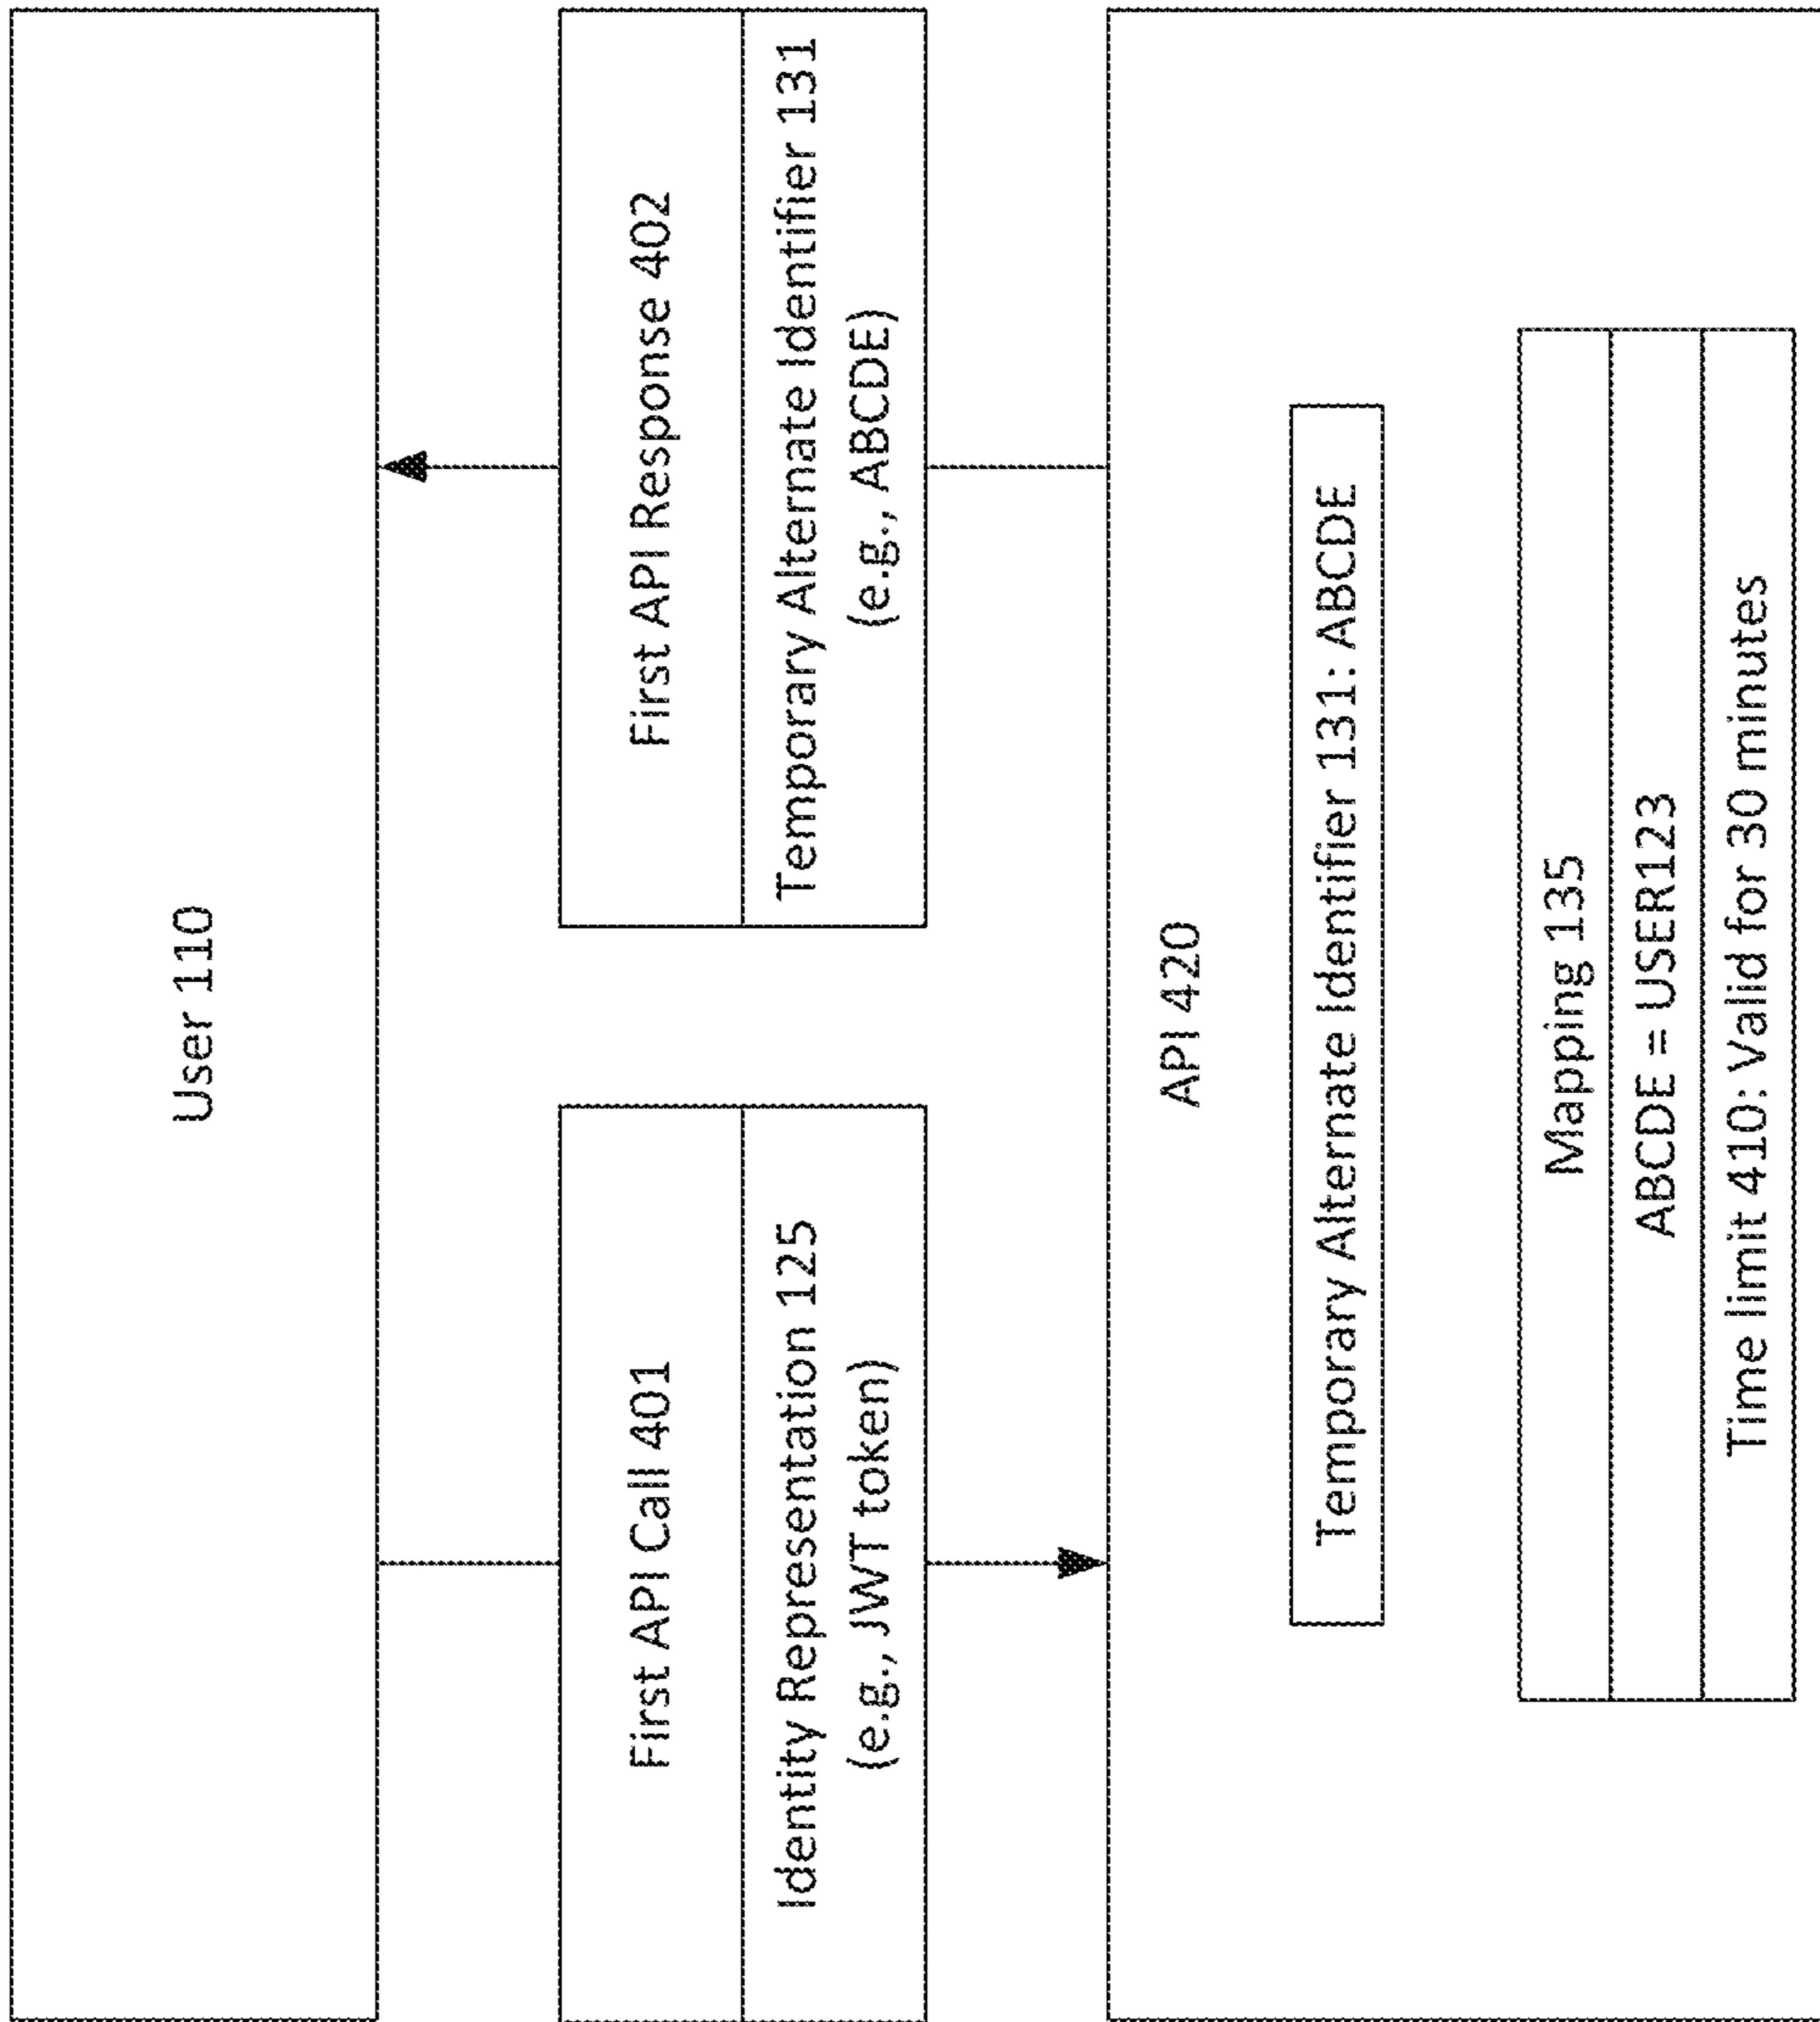 User 110
First API Call 401
Identity Representation 125
(e.g., JWT token)
First API Response 402
Temporary Alternate Identifier 131
(e.g., ABCDE)
API 420
Temporary Alternate Identifier 131: ABCDE
Mapping 135
ABCDE = USER123
Time limit 410: Valid for 30 minutes